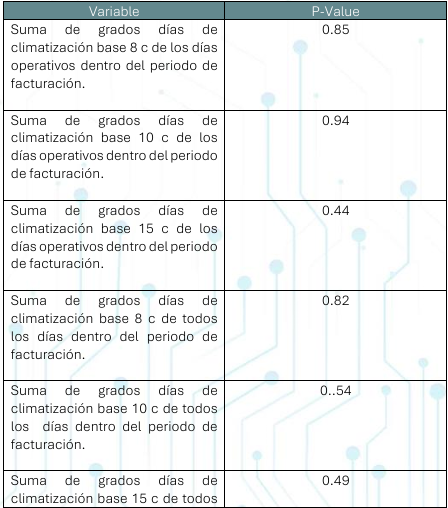 Variable P-Value
Suma de grados días de 0.85
climatización base 8 c de los días
operativos dentro del periodo de
facturación.
Suma de grados días de 0.94
climatización base 10 c de los
días operativos dentro del periodo
de facturación.
Suma de grados días de 0.44
climatización base 15 c de los
días operativos dentro del periodo
de facturación.
Suma de grados días de 0.82
climatización base 8 c de todos
los días dentro del periodo de
facturación.
Suma de grados días de 0..54
climatización base 10 c de todos
los días dentro del periodo de
facturación.
Suma de grados días de 0.49
climatización base 15 c de todos